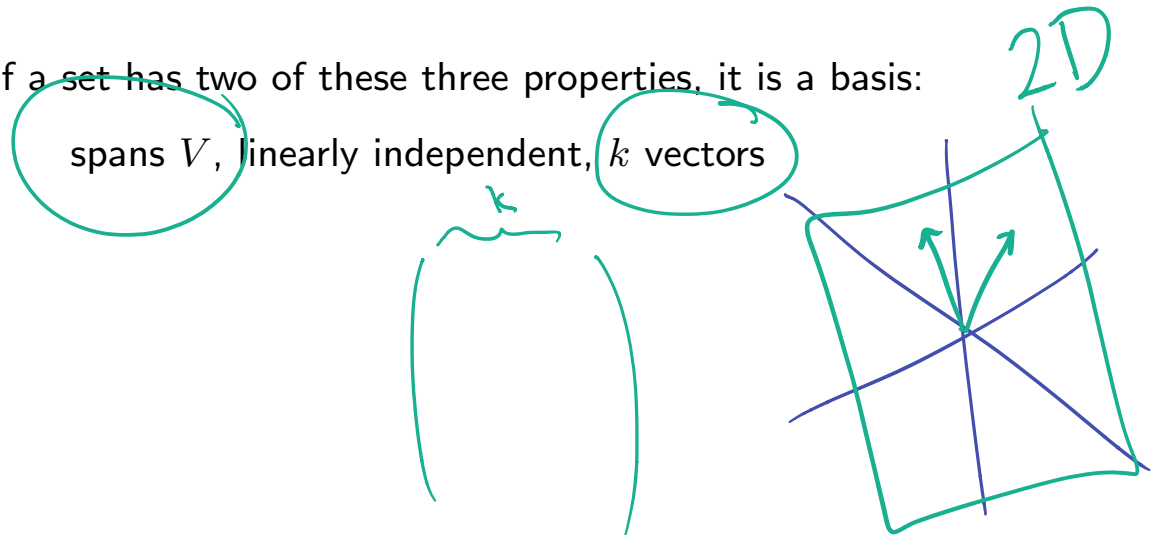 f a set has two of these three properties, it is a basis:
spans V, linearly independent, k vectors
2D
k